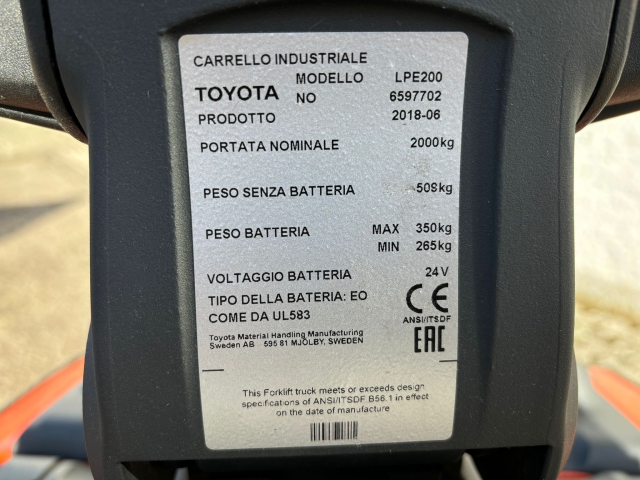 CARRELLO INDUSTRIALE
MODELLO LPE200
TOYOTA NO 6597702
PRODOTTO 2018-06
PORTATA NOMINALE 2000kg
PESO SENZA BATTERIA 509kg
PESO BATTERIA MAX 350kg
MIN 265kg
VOLTAGGIO BATTERIA 24V
TIPO DELLA BATERIA: EO
COME DA UL583
CE
ANSI/ITSDF
EAC
Toyota Material Handling Manufacturing
Sweden AB 595 81 MJÖLBY, SWEDEN
This Forklift truck meets or exceeds design
specifications of ANSI/ITSDF B56.1 in effect
on the date of manufacture